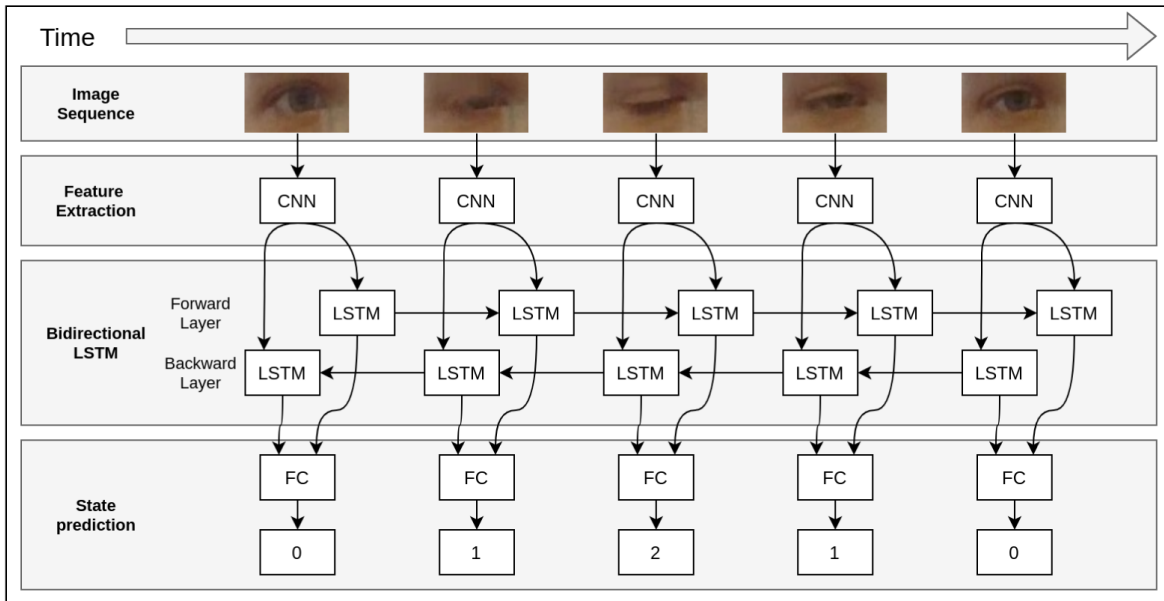 Time
Image
Sequence
Feature
Extraction
CNN
CNN
CNN
CNN
CNN
Bidirectional
LSTM
Forward
Layer
LSTM
LSTM
LSTM
LSTM
LSTM
Backward
Layer
LSTM
LSTM
LSTM
LSTM
LSTM
State
prediction
FC
FC
FC
FC
FC
0
1
2
1
0